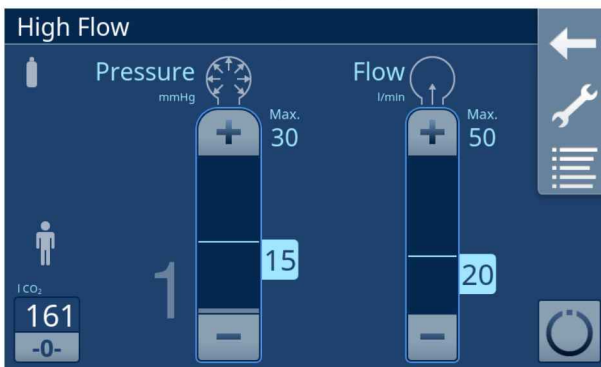 High Flow
Pressure
mmHg
Max.
30
+
15
1
−
Flow
l/min
Max.
50
+
20
−
l CO₂
161
-0-